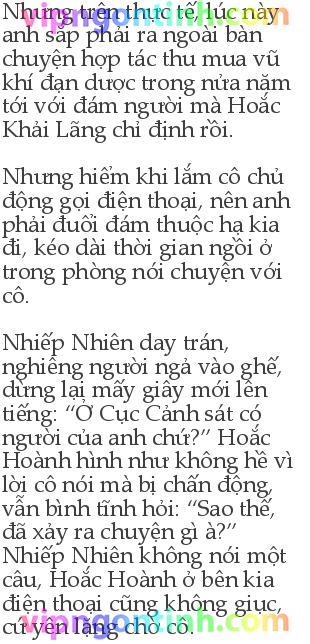 Nhưng trên thực tế lúc này
vipngontinh.com
anh sắp phải ra ngoài bàn
chuyện hợp tác thu mua vũ
khí đạn dược trong nửa năm
tới với đám người mà Hoắc
Khải Lãng chỉ định rồi.
Nhưng hiểm khi lắm cô chủ
động gọi điện thoại, nên anh
phải đuổi đám thuộc hạ kia
đi, kéo dài thời gian ngồi ở
trong phòng nói chuyện với
cô.
Nhiếp Nhiên day trán,
nghiêng người ngả vào ghế,
dừng lại mấy giây mới lên
tiếng: “Ở Cục Cảnh sát có
người của anh chứ?” Hoắc
Hoành hình như không hề vì
lời cô nói mà bị chấn động,
vẫn bình tĩnh hỏi: “Sao thế,
đã xảy ra chuyện gì à?”
Nhiếp Nhiên không nói một
câu, Hoắc Hoành ở bên kia
điện thoại cũng không giục,
cứ yên lặng chờ cô.
vipngontinh.com